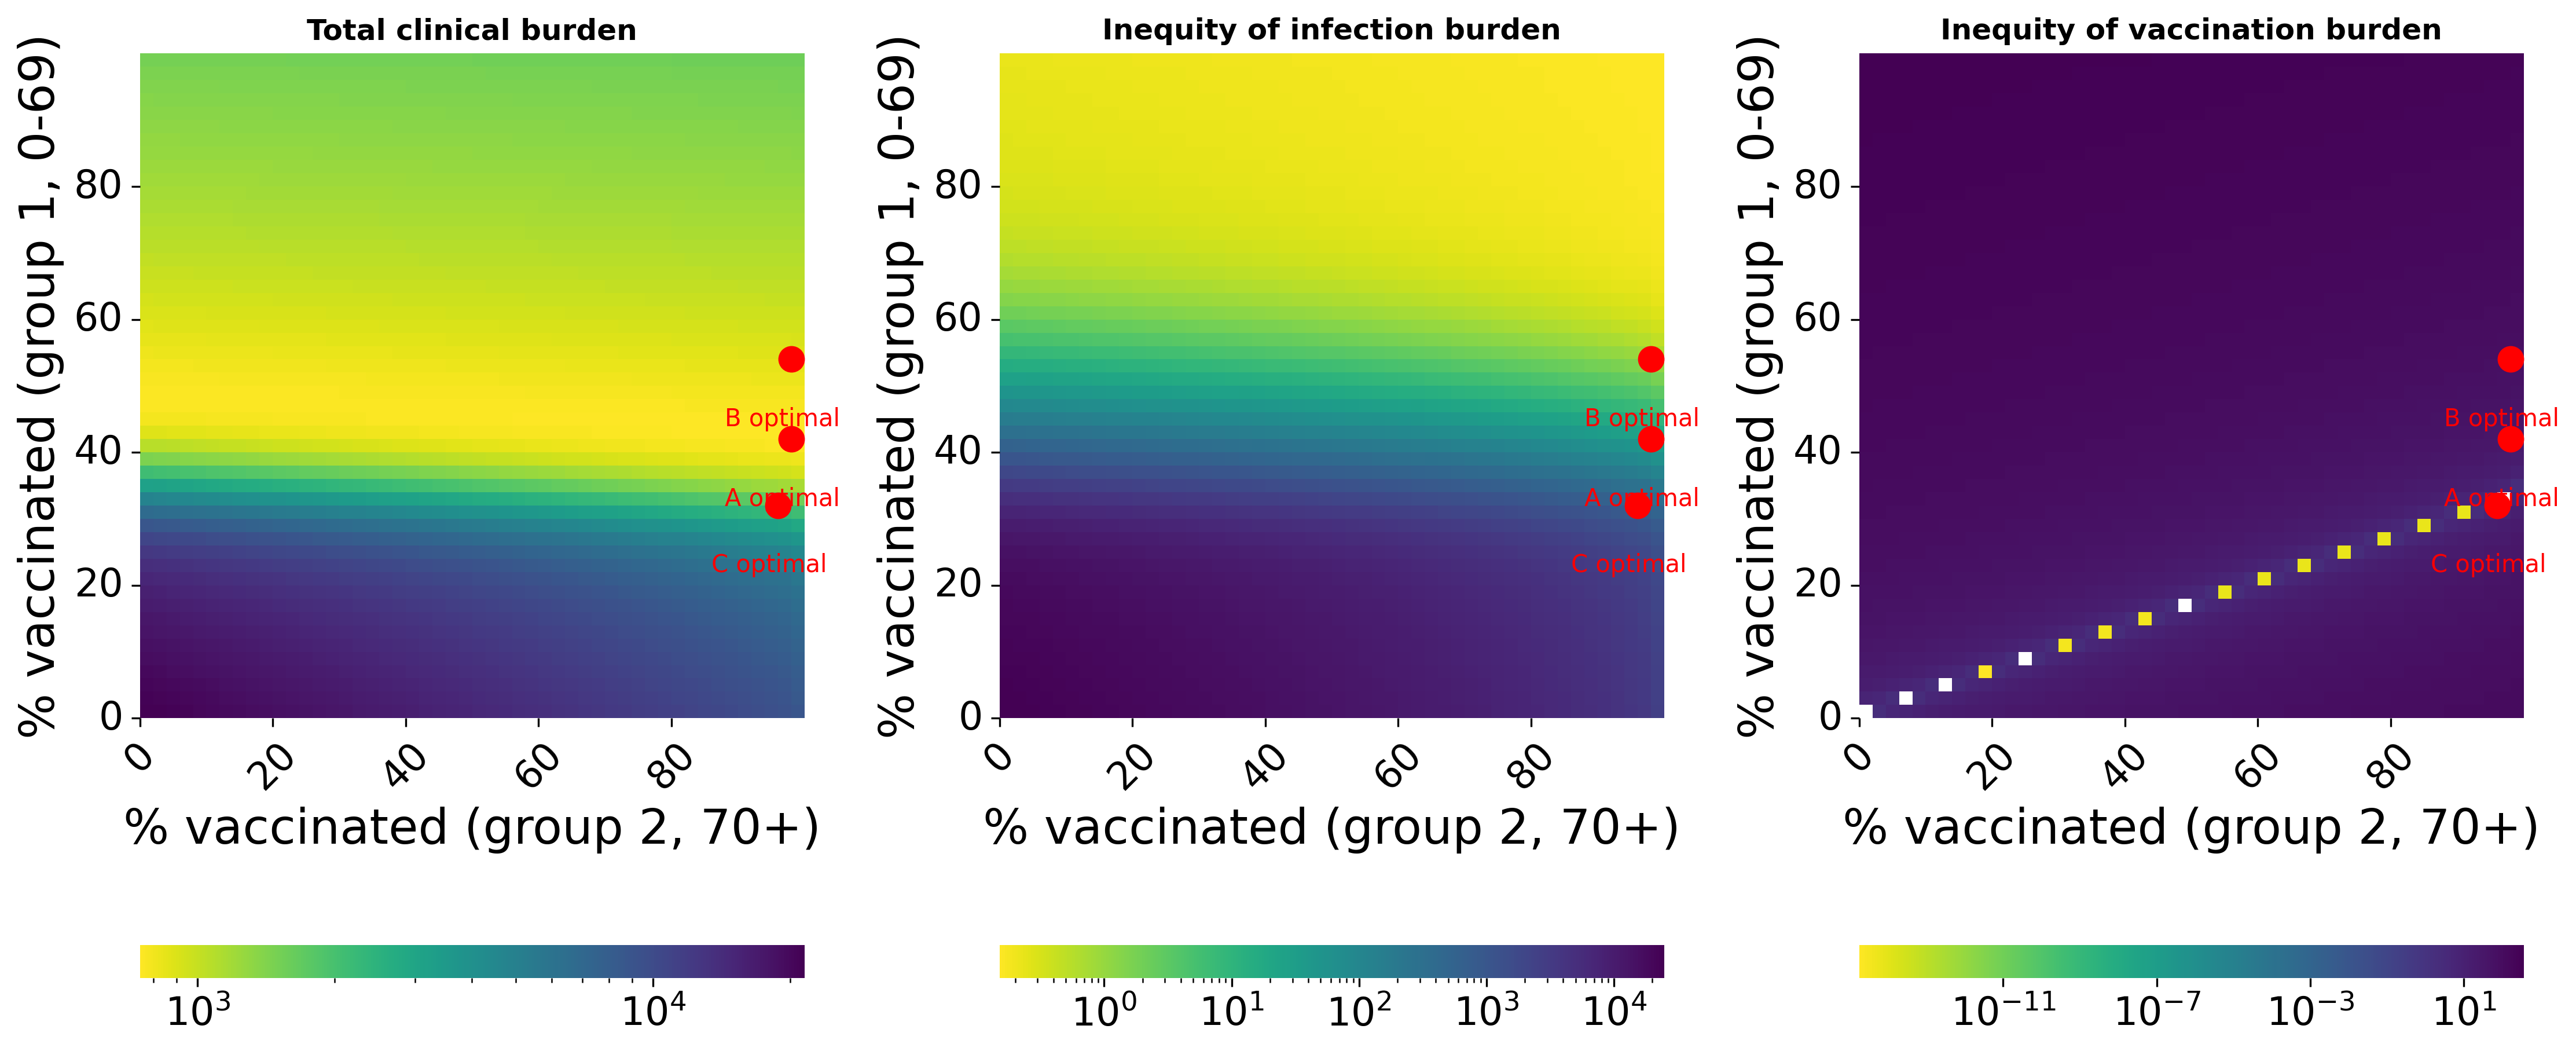 Total clinical burden
% vaccinated (group 1, 0-69)
80
60
40
20
0
B optimal
A optimal
C optimal
0
20
40
60
80
% vaccinated (group 2, 70+)
10³
10⁴
Inequity of infection burden
% vaccinated (group 1, 0-69)
80
60
40
20
0
B optimal
A optimal
C optimal
0
20
40
60
80
% vaccinated (group 2, 70+)
10⁰
10¹
10²
10³
10⁴
Inequity of vaccination burden
% vaccinated (group 1, 0-69)
80
60
40
20
0
B optimal
A optimal
C optimal
0
20
40
60
80
% vaccinated (group 2, 70+)
10⁻¹¹
10⁻⁷
10⁻³
10¹